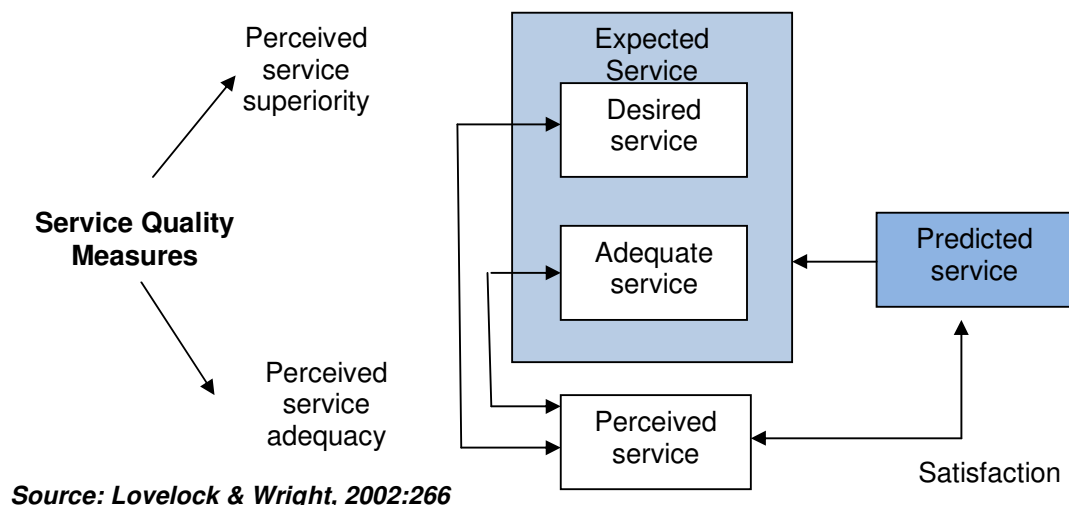 Perceived
service
superiority
Service Quality
Measures
Perceived
service
adequacy
Expected
Service
Desired
service
Adequate
service
Perceived
service
Predicted
service
Satisfaction
Source: Lovelock & Wright, 2002:266